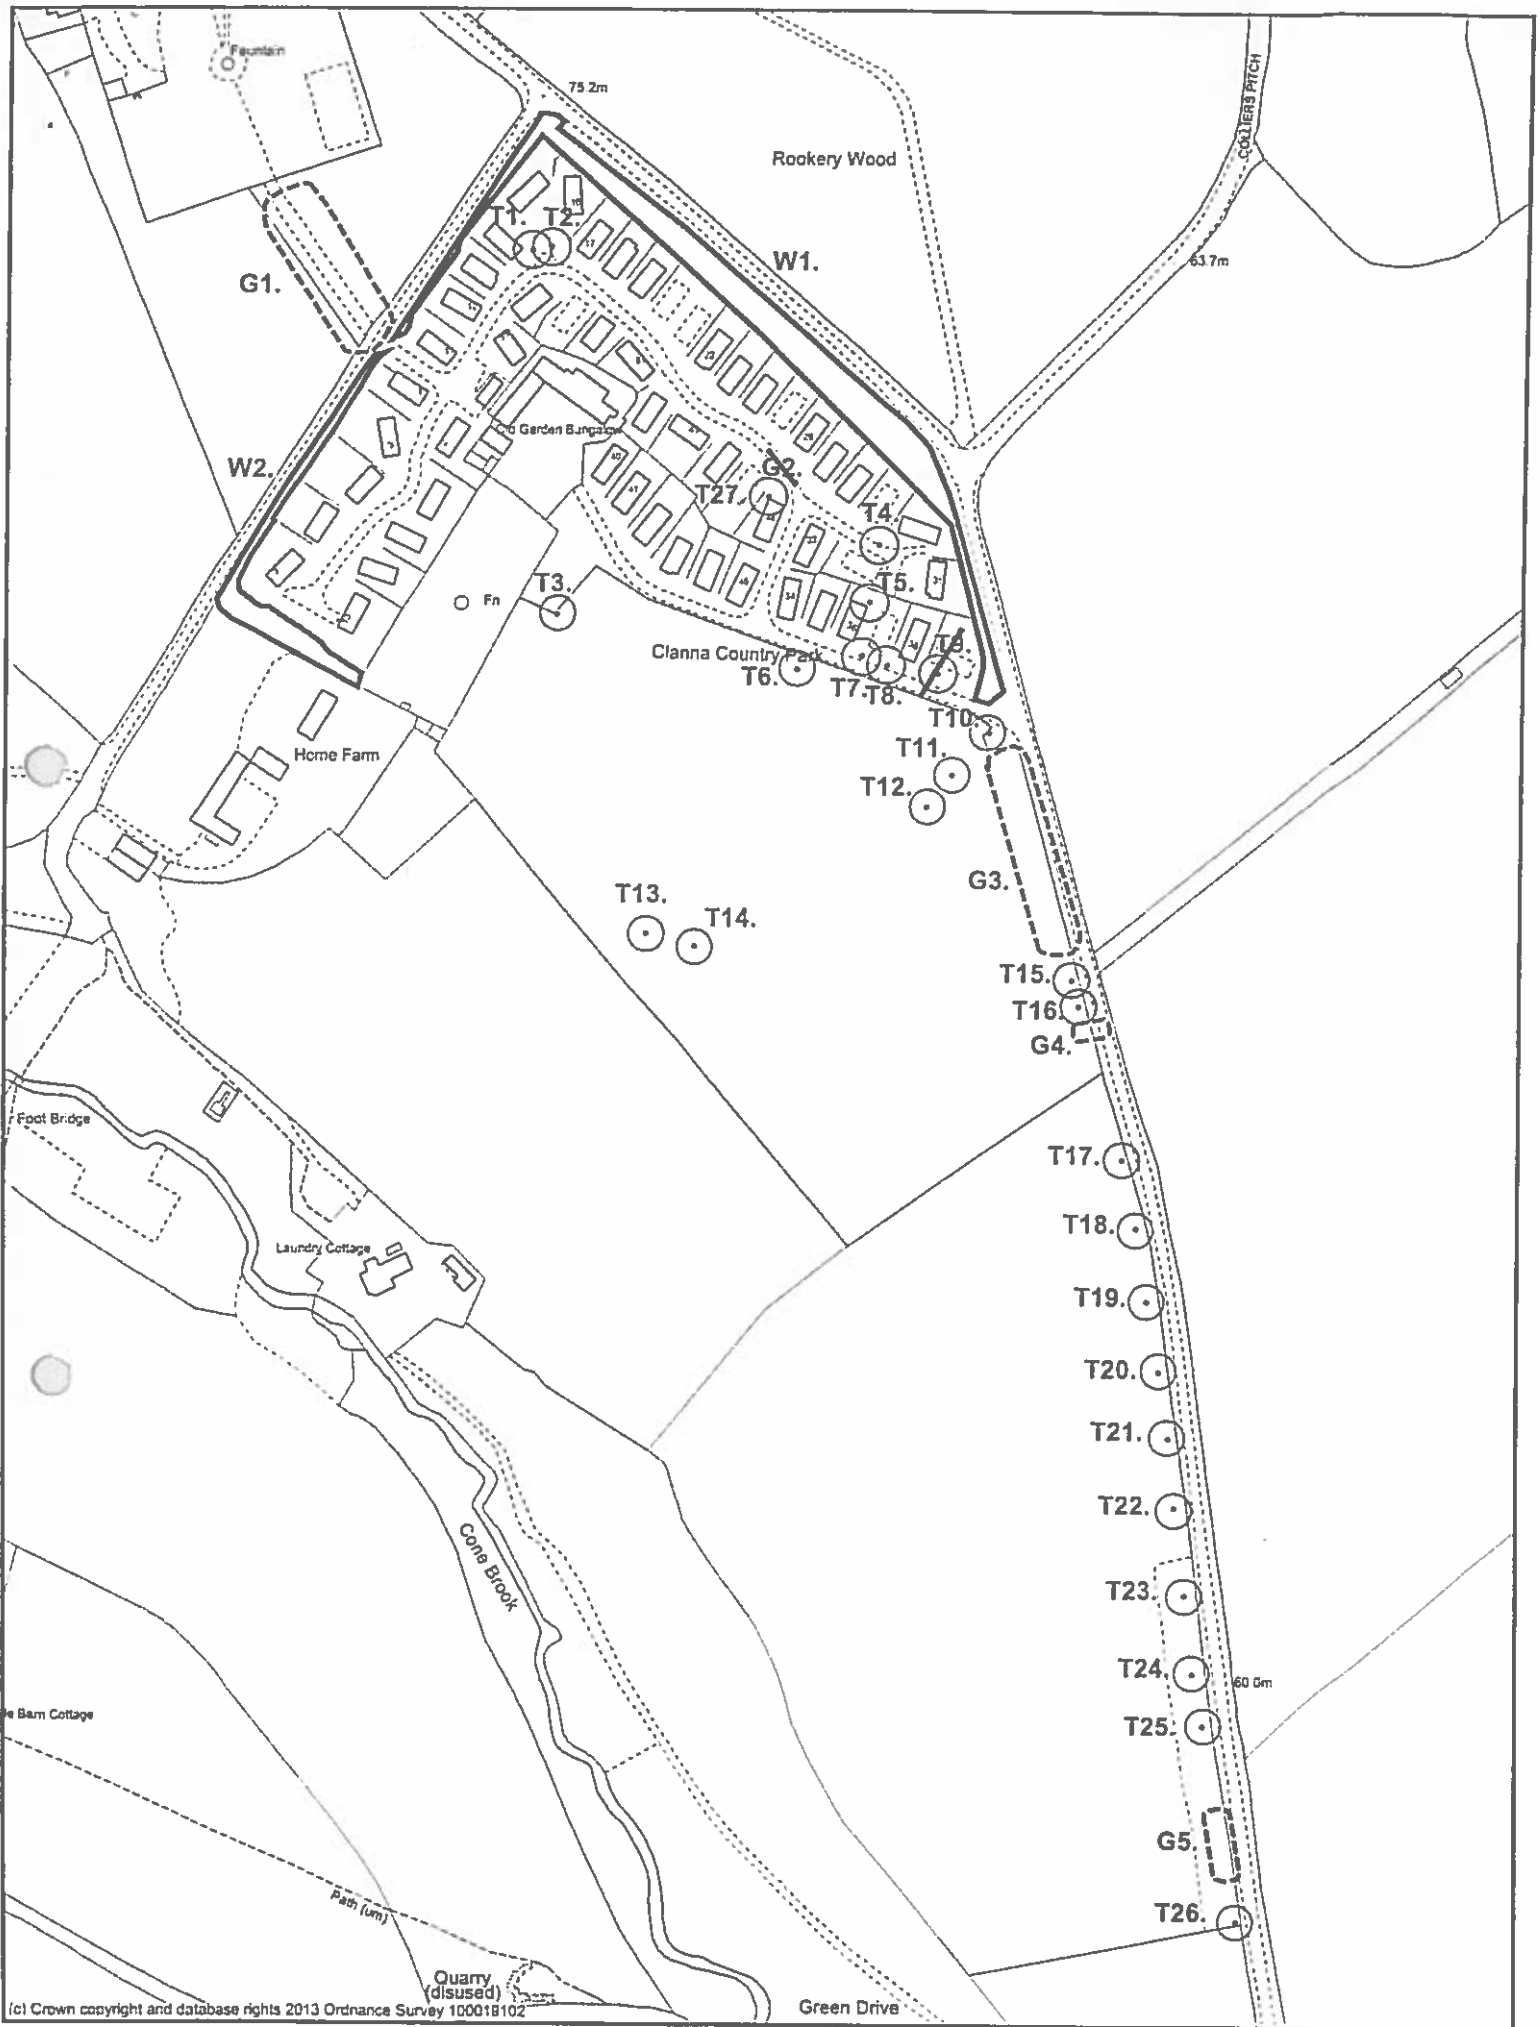 Fountain
75.2m
COLLIERS PITCH
Rookery Wood
T1.
T2.
W1.
63.7m
G1.
Old Garden Bungalow
W2.
G2.
T27.
T4.
T3.
Fn
T5.
Clanna Country Park
T6.
T7.
T8.
T9.
T10.
T11.
T12.
Home Farm
G3.
T13.
T14.
T15.
T16.
G4.
Foot Bridge
T17.
T18.
Laundry Cottage
T19.
T20.
T21.
T22.
Cone Brook
T23.
T24.
60.0m
T25.
Barn Cottage
G5.
Path (um)
T26.
Quarry
(disused)
Green Drive
(c) Crown copyright and database rights 2013 Ordnance Survey 100018102